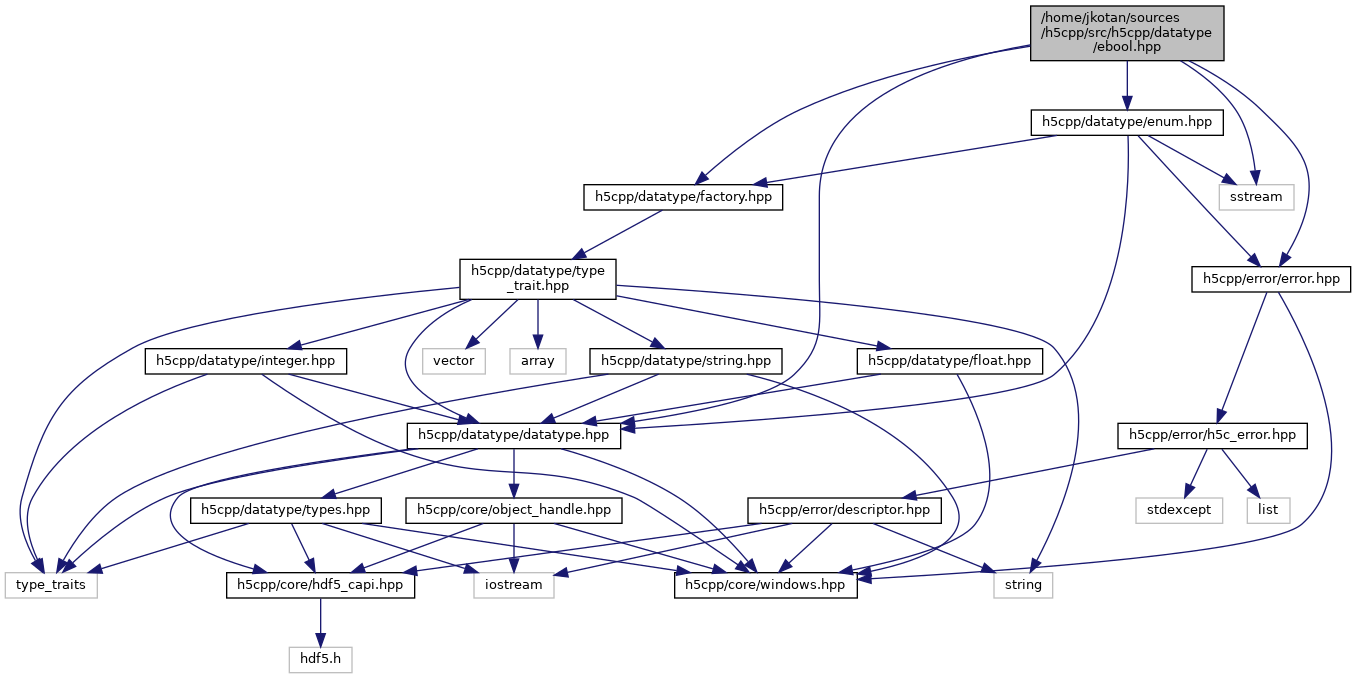 /home/jkotan/sources
/h5cpp/src/h5cpp/datatype
/ebool.hpp
h5cpp/datatype/enum.hpp
h5cpp/datatype/factory.hpp
sstream
h5cpp/datatype/type
_trait.hpp
h5cpp/error/error.hpp
h5cpp/datatype/integer.hpp
vector
array
h5cpp/datatype/string.hpp
h5cpp/datatype/float.hpp
h5cpp/datatype/datatype.hpp
h5cpp/error/h5c_error.hpp
h5cpp/datatype/types.hpp
h5cpp/core/object_handle.hpp
h5cpp/error/descriptor.hpp
stdexcept
list
type_traits
h5cpp/core/hdf5_capi.hpp
iostream
h5cpp/core/windows.hpp
string
hdf5.h